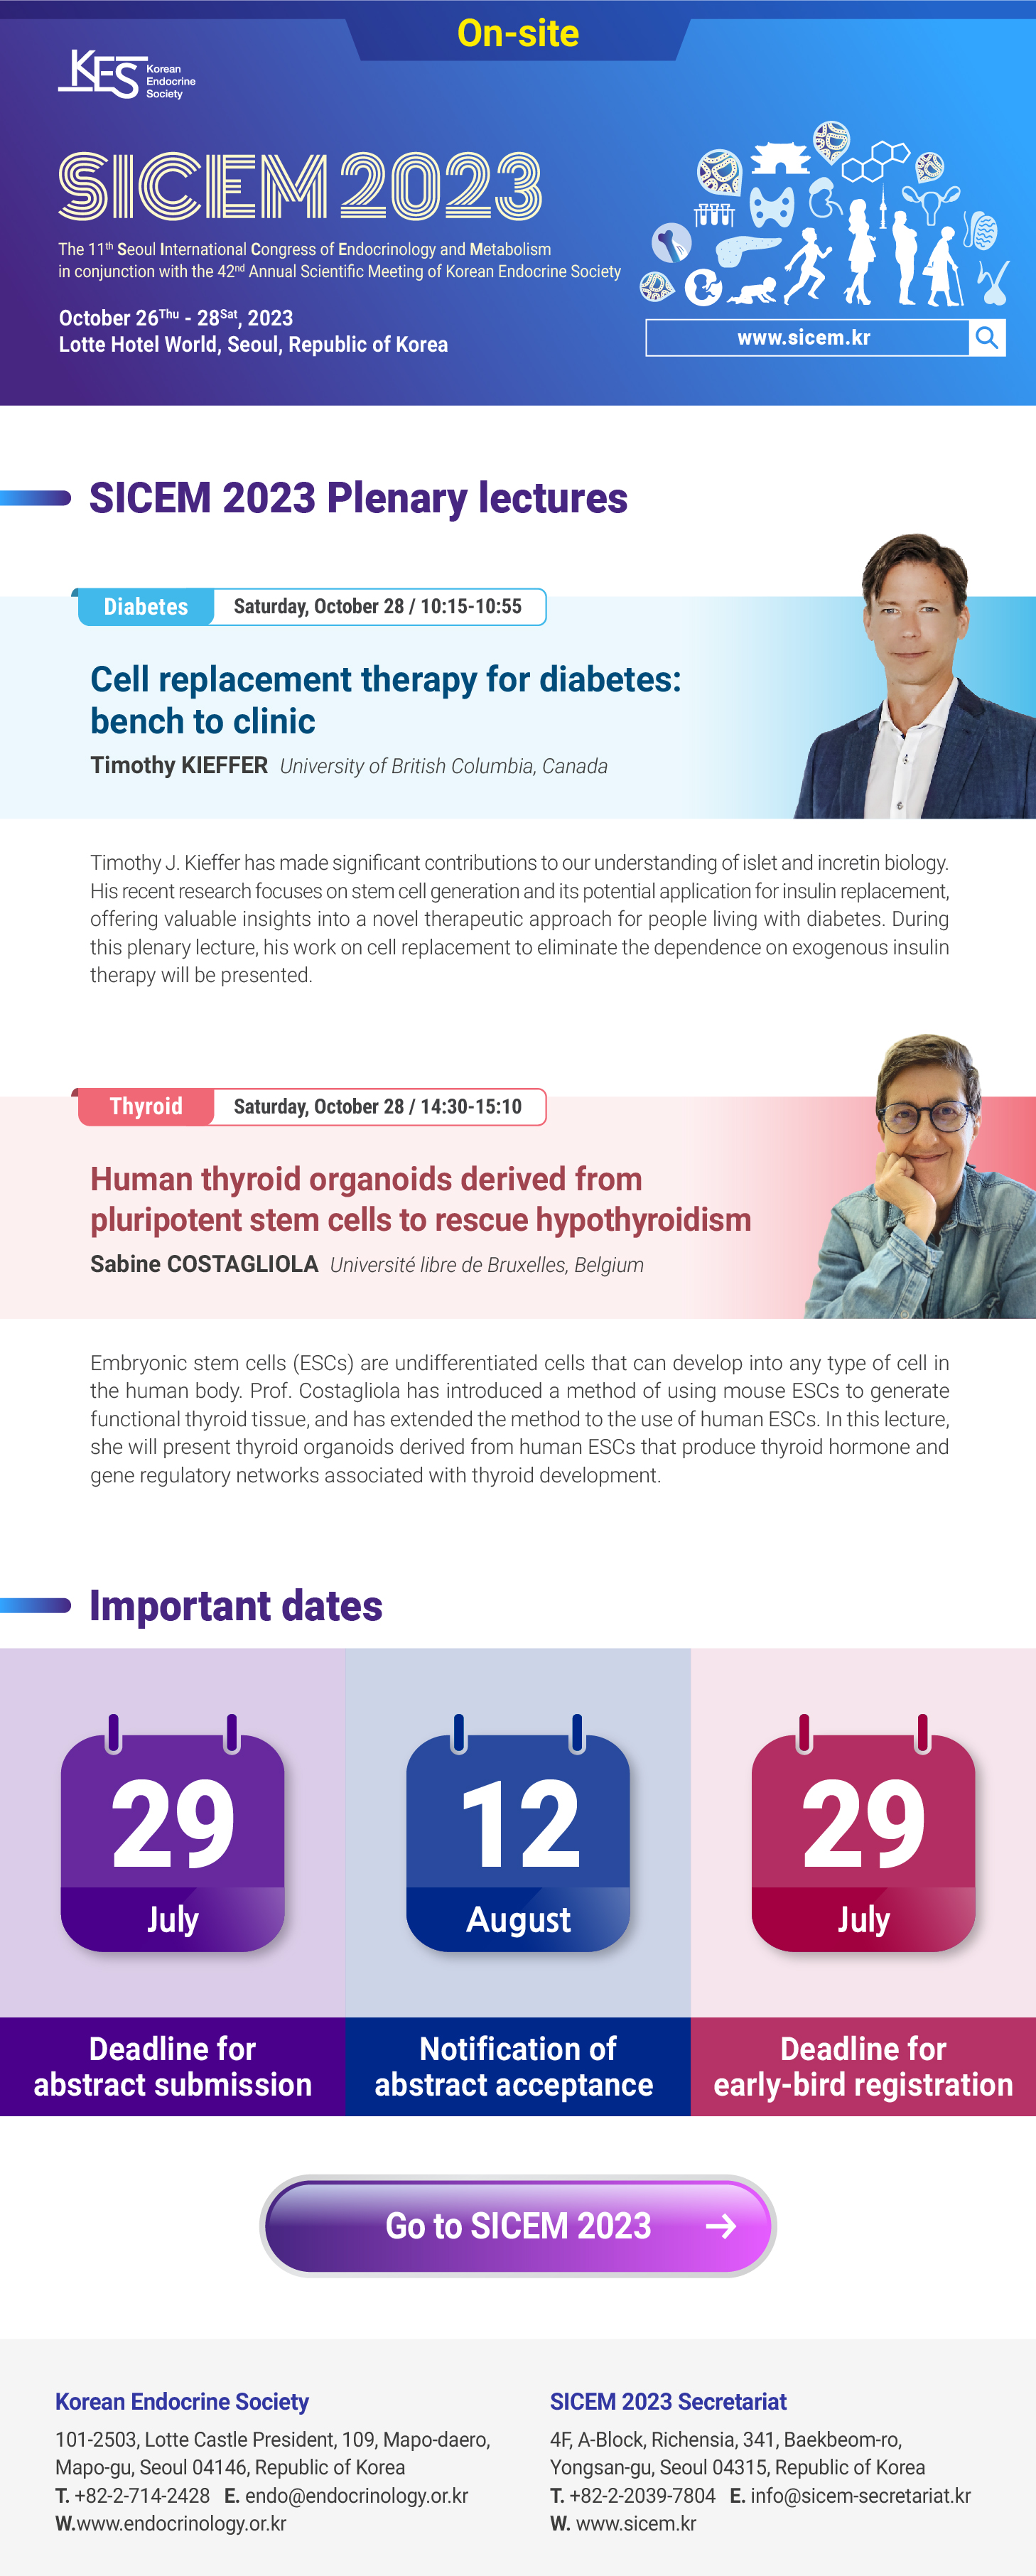 On-site
KES Korean
Endocrine
Society
SICEM 2023
The 11th Seoul International Congress of Endocrinology and Metabolism
in conjunction with the 42nd Annual Scientific Meeting of Korean Endocrine Society
October 26Thu - 28Sat, 2023
Lotte Hotel World, Seoul, Republic of Korea
www.sicem.kr
SICEM 2023 Plenary lectures
Diabetes Saturday, October 28 / 10:15-10:55
Cell replacement therapy for diabetes:
bench to clinic
Timothy KIEFFER University of British Columbia, Canada
Timothy J. Kieffer has made significant contributions to our understanding of islet and incretin biology.
His recent research focuses on stem cell generation and its potential application for insulin replacement,
offering valuable insights into a novel therapeutic approach for people living with diabetes. During
this plenary lecture, his work on cell replacement to eliminate the dependence on exogenous insulin
therapy will be presented.
Thyroid Saturday, October 28 / 14:30-15:10
Human thyroid organoids derived from
pluripotent stem cells to rescue hypothyroidism
Sabine COSTAGLIOLA Université libre de Bruxelles, Belgium
Embryonic stem cells (ESCs) are undifferentiated cells that can develop into any type of cell in
the human body. Prof. Costagliola has introduced a method of using mouse ESCs to generate
functional thyroid tissue, and has extended the method to the use of human ESCs. In this lecture,
she will present thyroid organoids derived from human ESCs that produce thyroid hormone and
gene regulatory networks associated with thyroid development.
Important dates
29
July
Deadline for
abstract submission
12
August
Notification of
abstract acceptance
29
July
Deadline for
early-bird registration
Go to SICEM 2023
Korean Endocrine Society
101-2503, Lotte Castle President, 109, Mapo-daero,
Mapo-gu, Seoul 04146, Republic of Korea
T. +82-2-714-2428 E. endo@endocrinology.or.kr
W.www.endocrinology.or.kr
SICEM 2023 Secretariat
4F, A-Block, Richensia, 341, Baekbeom-ro,
Yongsan-gu, Seoul 04315, Republic of Korea
T. +82-2-2039-7804 E. info@sicem-secretariat.kr
W. www.sicem.kr